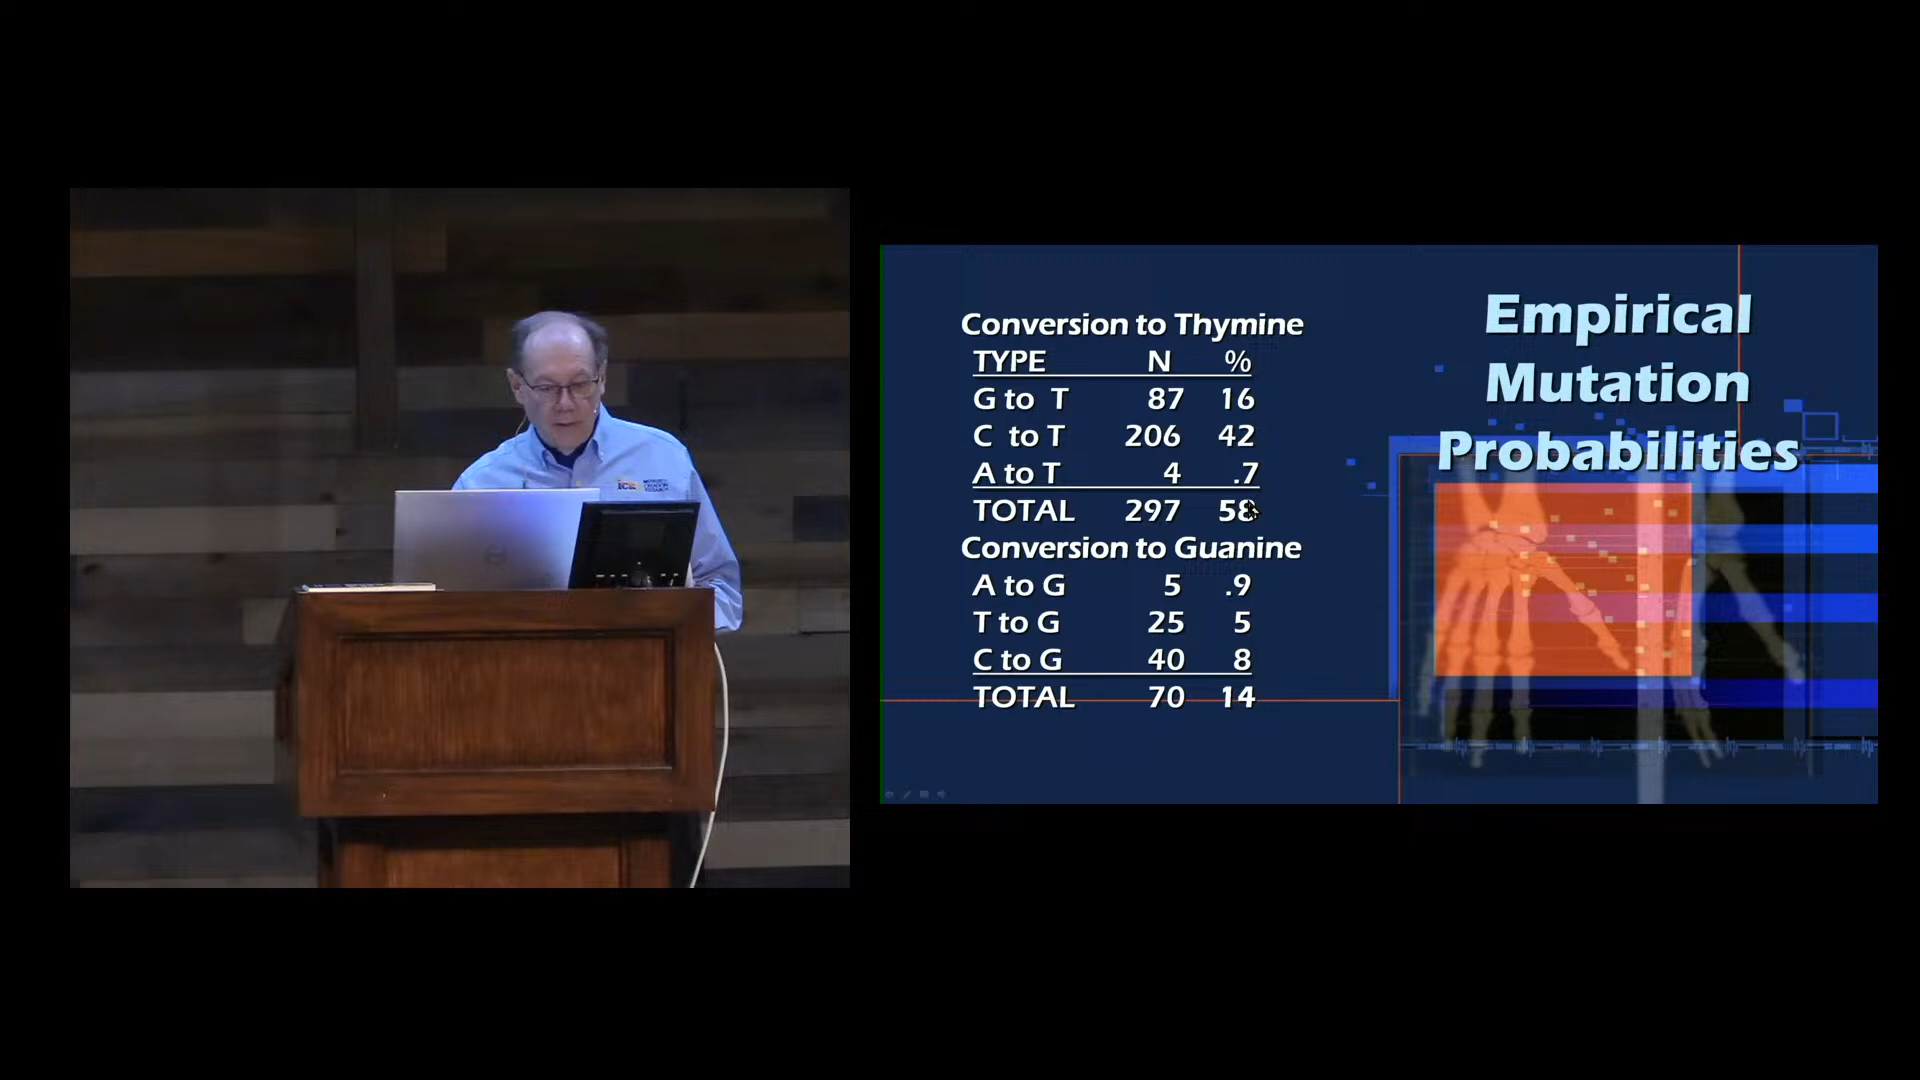 Empirical
Mutation
Probabilities
Conversion to Thymine
TYPE N %
G to T 87 16
C to T 206 42
A to T 4 .7
TOTAL 297 58
Conversion to Guanine
A to G 5 .9
T to G 25 5
C to G 40 8
TOTAL 70 14